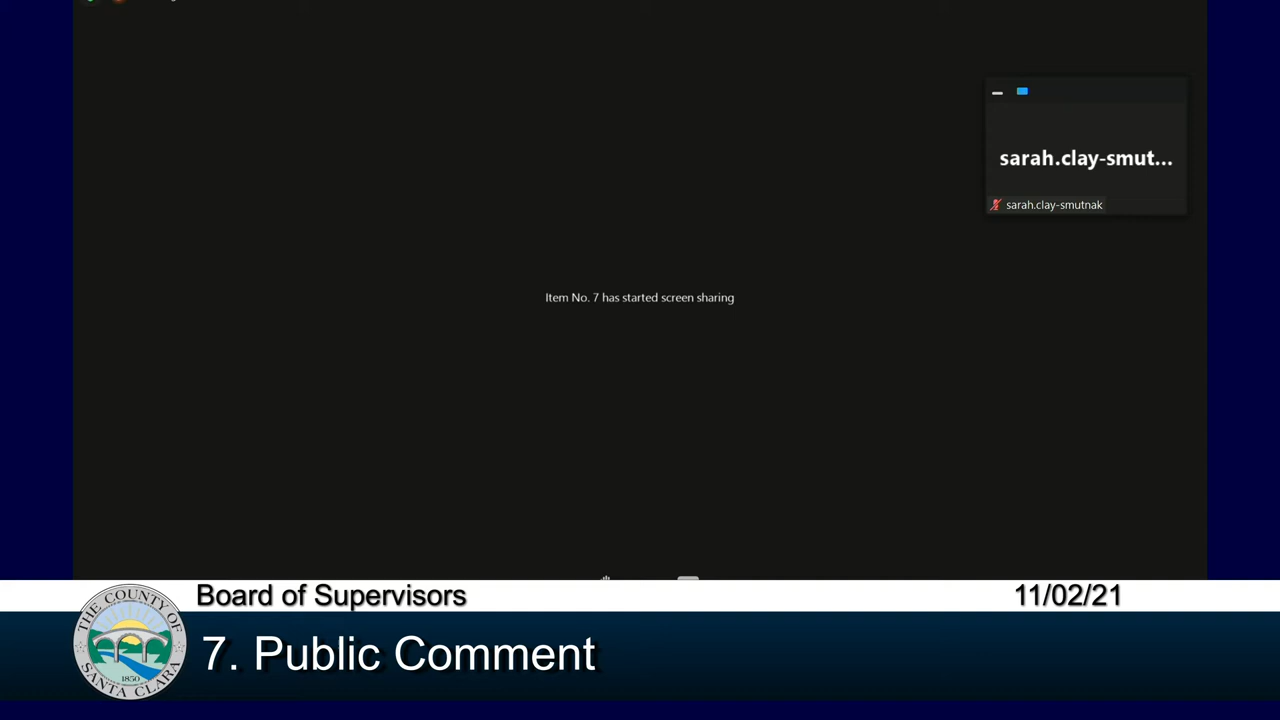 sarah.clay-smut...
sarah.clay-smutnak
Item No. 7 has started screen sharing
Board of Supervisors
11/02/21
7. Public Comment
THE COUNTY OF
SANTA CLARA
1850